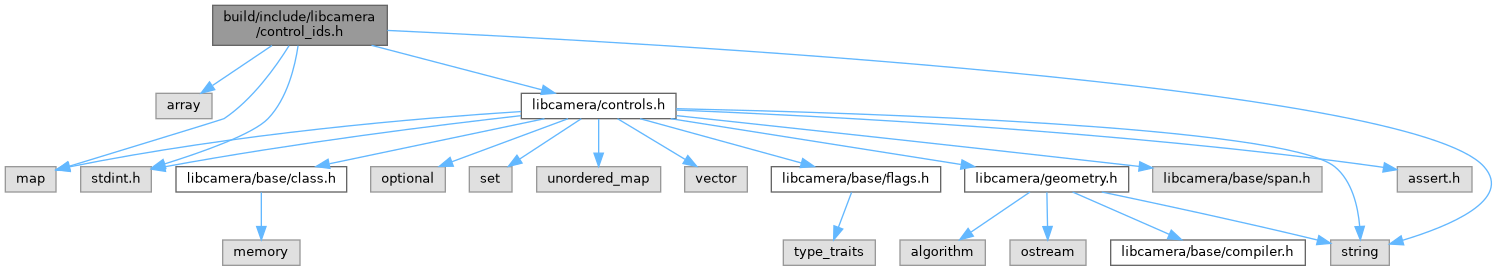 build/include/libcamera
/control_ids.h
array
libcamera/controls.h
map
stdint.h
libcamera/base/class.h
optional
set
unordered_map
vector
libcamera/base/flags.h
libcamera/geometry.h
libcamera/base/span.h
assert.h
memory
type_traits
algorithm
ostream
libcamera/base/compiler.h
string